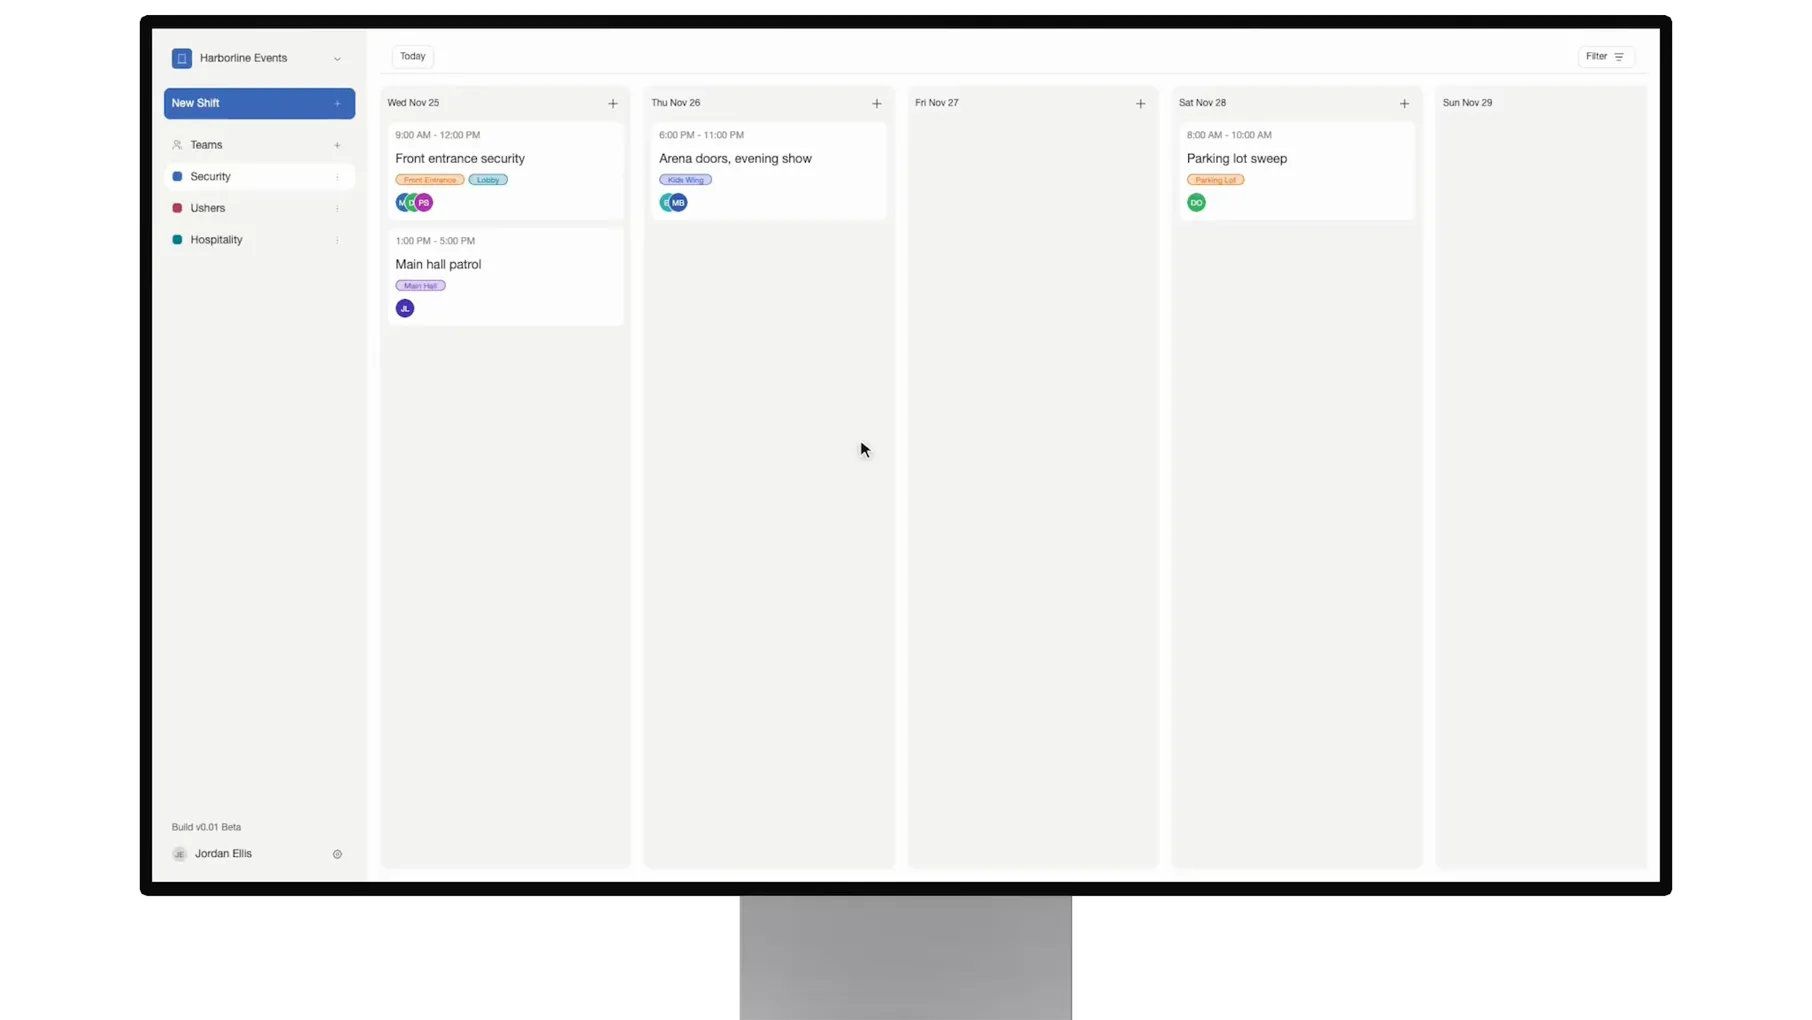 Harborline Events
New Shift
Teams
Security
Ushers
Hospitality
Build v0.01 Beta
JE
Jordan Ellis
Today
Filter
Wed Nov 25
9:00 AM - 12:00 PM
Front entrance security
Front Entrance
Lobby
PS
1:00 PM - 5:00 PM
Main hall patrol
Main Hall
JL
Thu Nov 26
6:00 PM - 11:00 PM
Arena doors, evening show
Kids Wing
MB
Fri Nov 27
Sat Nov 28
8:00 AM - 10:00 AM
Parking lot sweep
Parking Lot
DO
Sun Nov 29